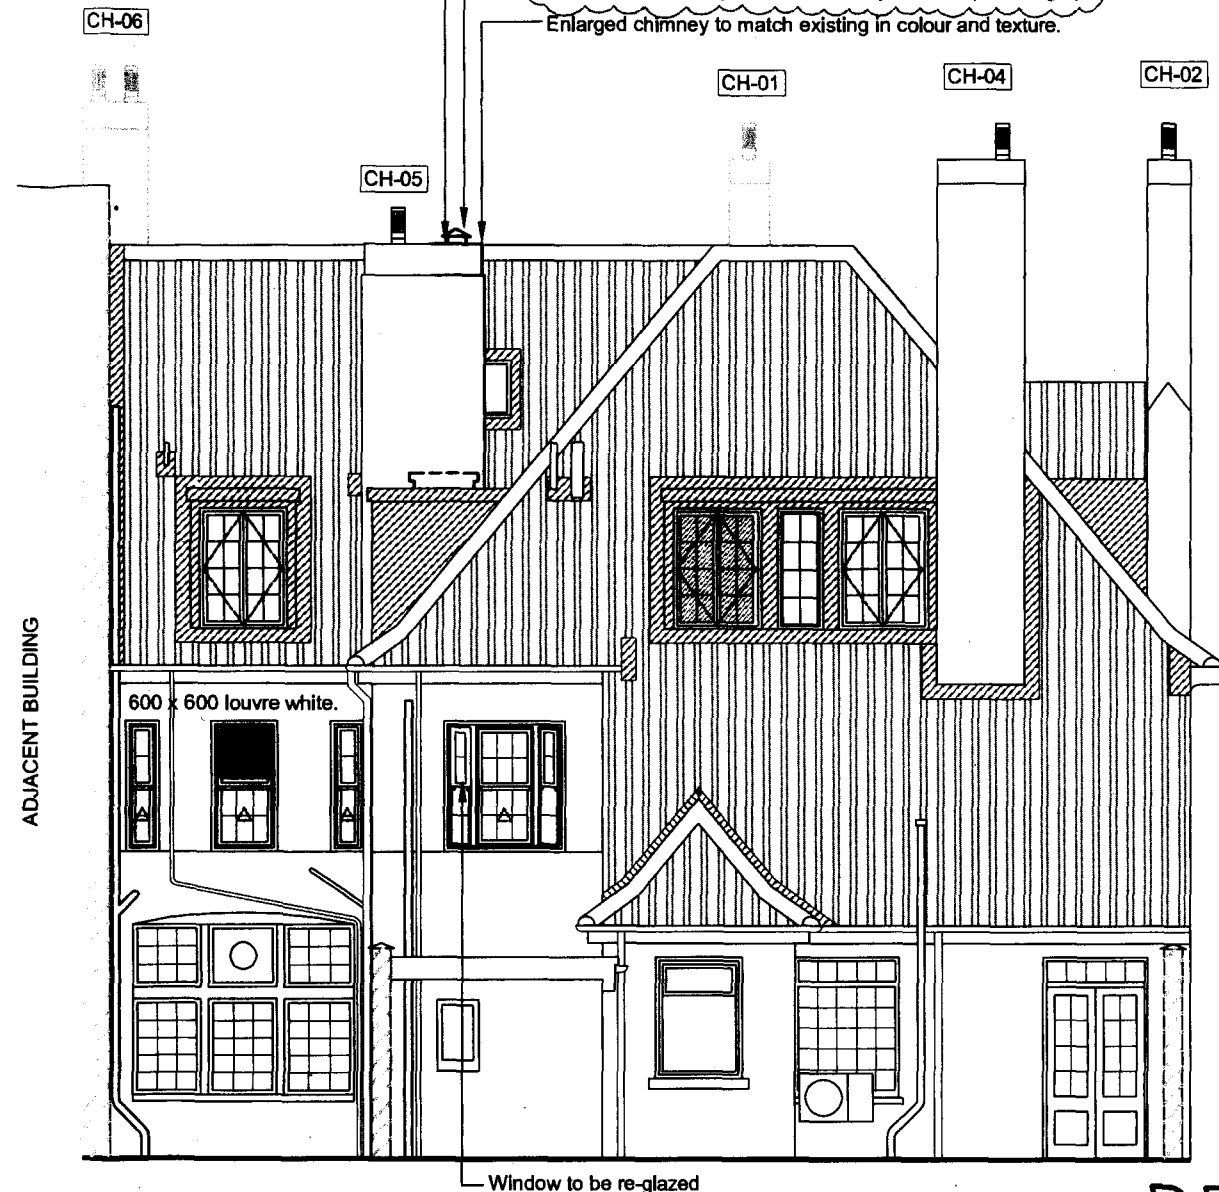 CH-06
Enlarged chimney to match existing in colour and texture.
CH-01
CH-04
CH-02
CH-05
ADJACENT BUILDING
600 x 600 louvre white.
Window to be re-glazed